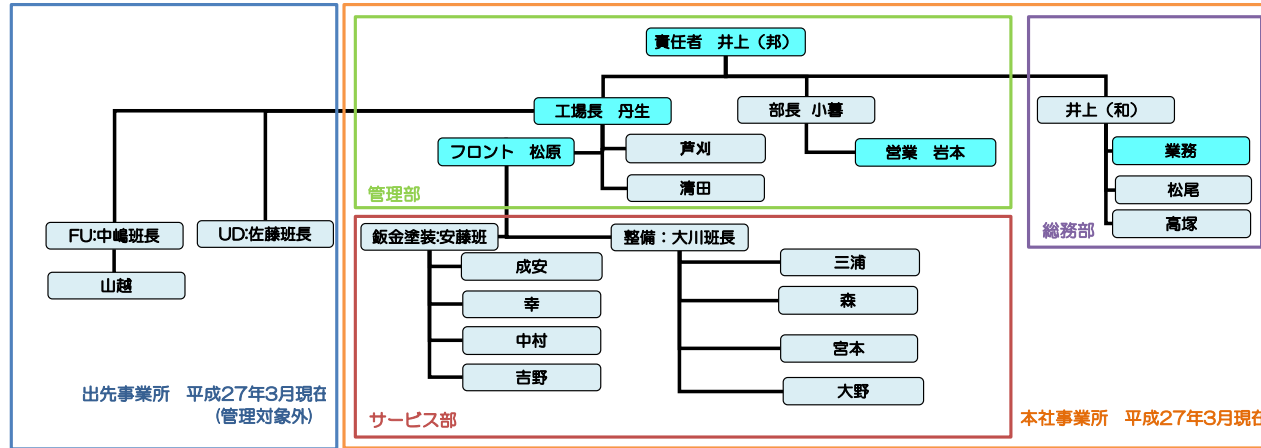 責任者 井上（邦）
工場長 丹生
部長 小暮
井上（和）
フロント 松原
芦刈
営業 岩本
業務
清田
松尾
管理部
高塚
総務部
FU:中嶋班長
UD:佐藤班長
鈑金塗装:安藤班
整備：大川班長
山越
成安
三浦
幸
森
中村
宮本
吉野
大野
出先事業所 平成27年3月現在
(管理対象外)
サービス部
本社事業所 平成27年3月現在